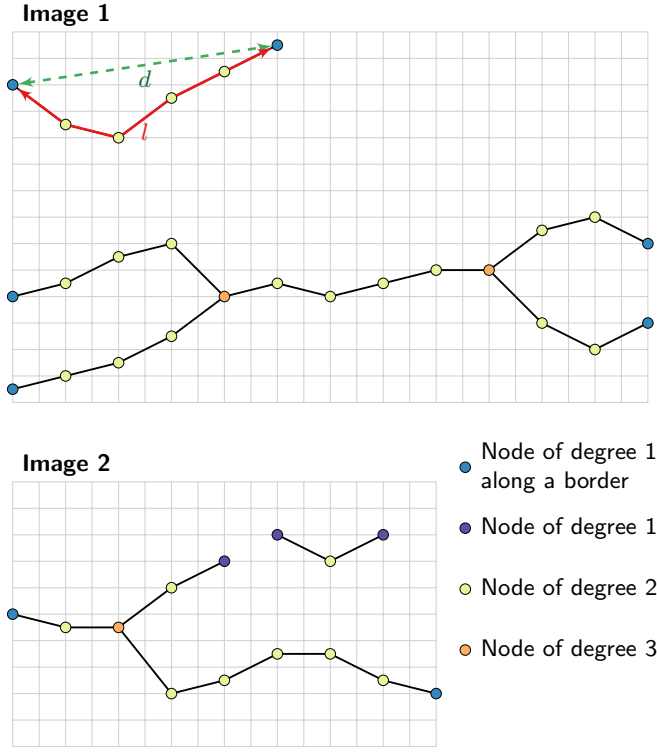 Image 1
d
l
Image 2
Node of degree 1
along a border
Node of degree 1
Node of degree 2
Node of degree 3